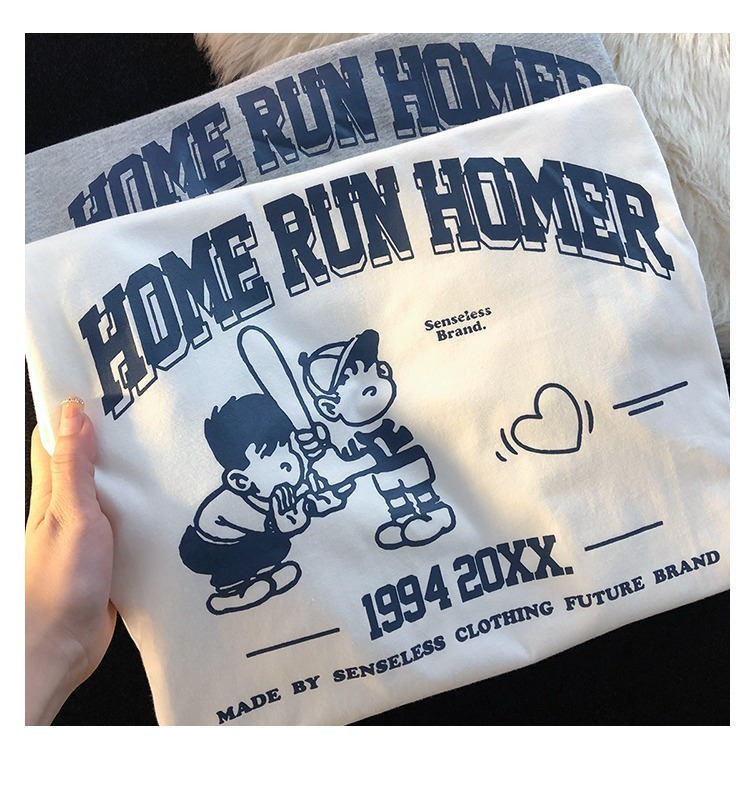 HOME RUN HOMER
HOME RUN HOMER
Senseless
Brand.
1994 20XX.
MADE BY SENSELESS CLOTHING FUTURE BRAND